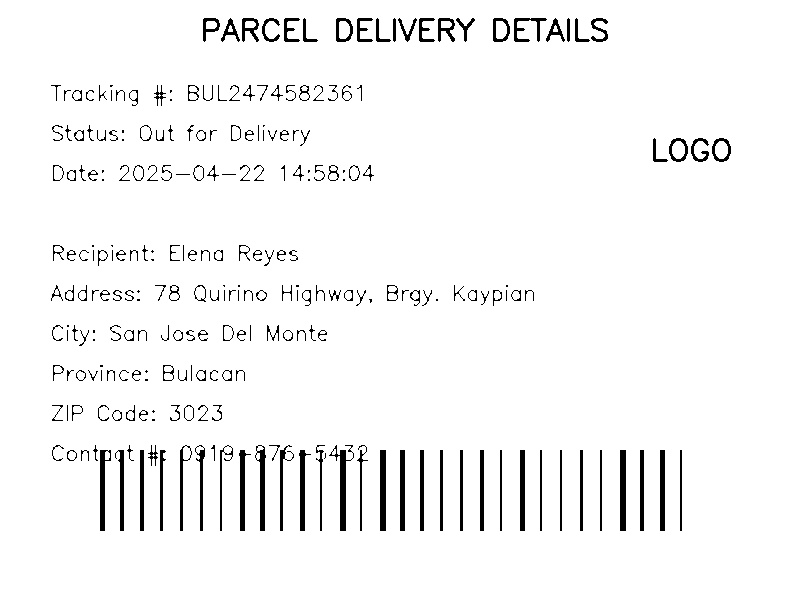 PARCEL DELIVERY DETAILS
Tracking #: BUL2474582361
Status: Out for Delivery
LOGO
Date: 2025-04-22 14:58:04
Recipient: Elena Reyes
Address: 78 Quirino Highway, Brgy. Kaypian
City: San Jose Del Monte
Province: Bulacan
ZIP Code: 3023
Contact #: 0919-876-5432